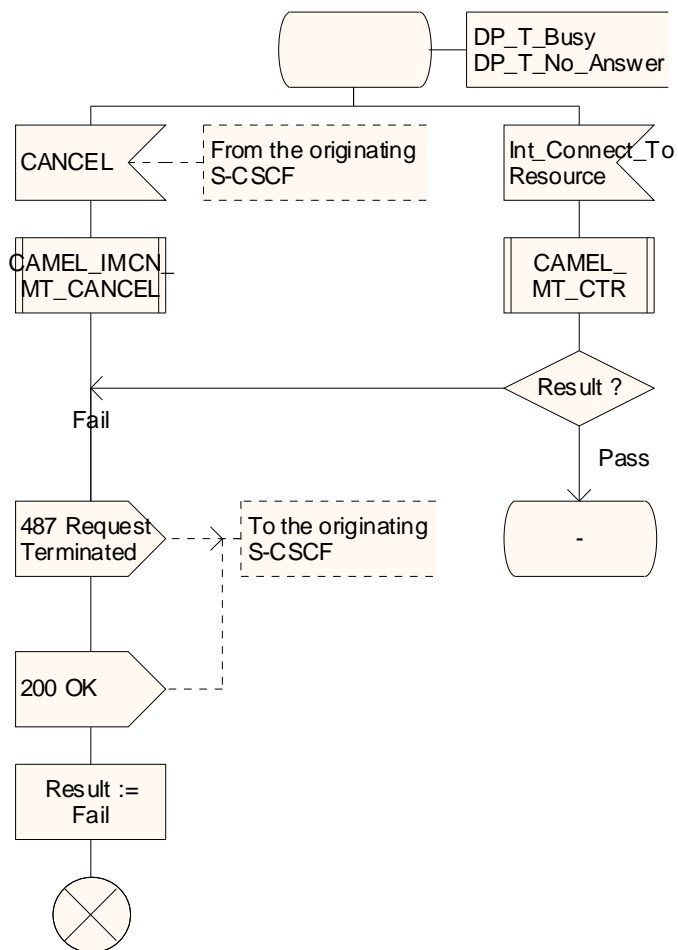 DP_T_Busy
DP_T_No_Answer
CANCEL
From the originating
S-CSCF
Int_Connect_To
Resource
CAMEL_IMCN_
MT_CANCEL
CAMEL_
MT_CTR
Result ?
Fail
Pass
487 Request
Terminated
To the originating
S-CSCF
-
200 OK
Result :=
Fail